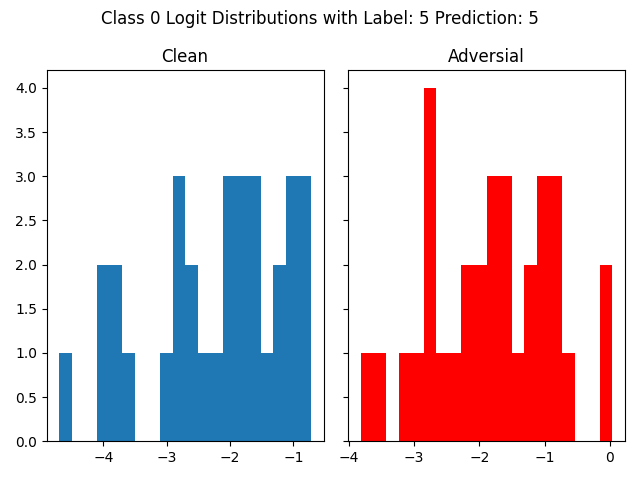 Class 0 Logit Distributions with Label: 5 Prediction: 5
Clean
Adversial
4.0
3.5
3.0
2.5
2.0
1.5
1.0
0.5
0.0
−4 −3 −2 −1
−4 −3 −2 −1 0